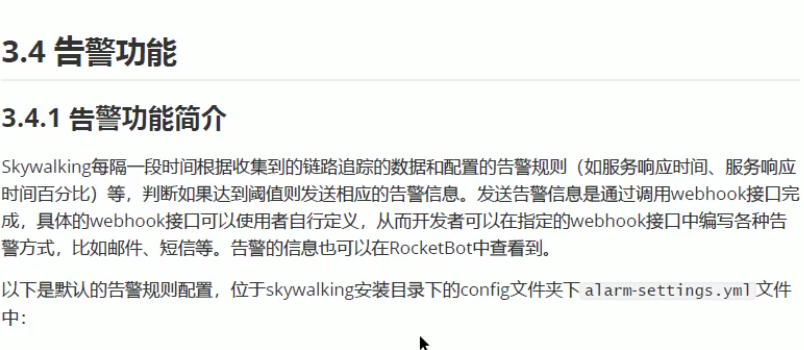 3.4 告警功能
3.4.1 告警功能简介
Skywalking每隔一段时间根据收集到的链路追踪的数据和配置的告警规则（如服务响应时间、服务响应
时间百分比）等，判断如果达到阈值则发送相应的告警信息。发送告警信息是通过调用webhook接口完
成，具体的webhook接口可以使用者自行定义，从而开发者可以在指定的webhook接口中编写各种告
警方式，比如邮件、短信等。告警的信息也可以在RocketBot中查看到。
以下是默认的告警规则配置，位于skywalking安装目录下的config文件夹下 alarm-settings.yml 文件
中：